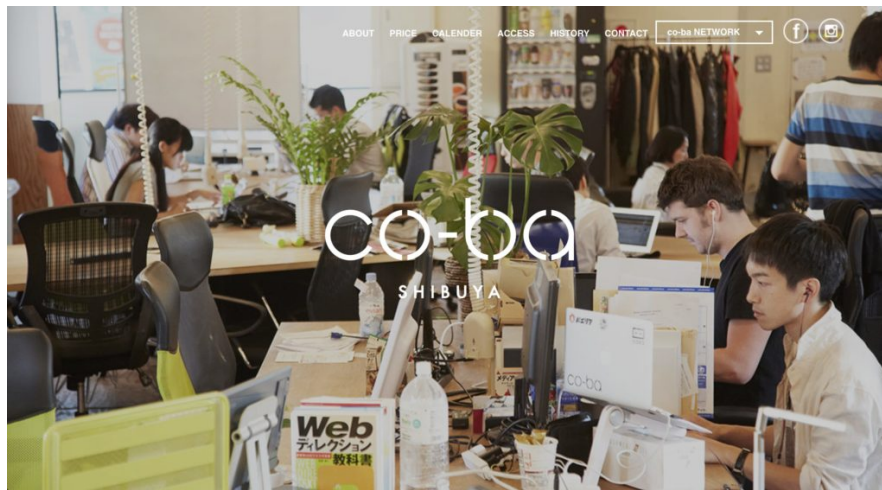 ABOUT PRICE CALENDER ACCESS HISTORY CONTACT co-ba NETWORK
co-ba
SHIBUYA
co-ba
Web
ディレクション
教科書